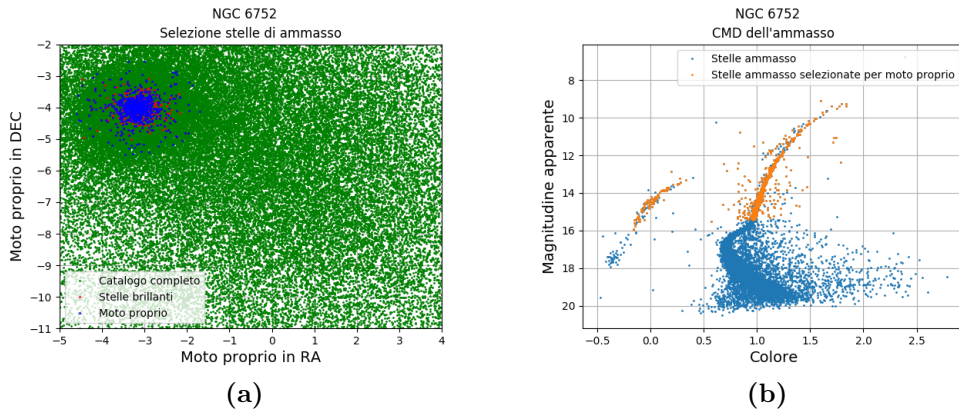 NGC 6752
Selezione stelle di ammasso
Moto proprio in DEC
−2
−3
−4
−5
−6
−7
−8
−9
−10
−11
Catalogo completo
Stelle brillanti
Moto proprio
−5
−4
−3
−2
−1
0
1
2
3
4
Moto proprio in RA
(a)
NGC 6752
CMD dell'ammasso
Stelle ammasso
Stelle ammasso selezionate per moto proprio
Magnitudine apparente
8
10
12
14
16
18
20
−0.5
0.0
0.5
1.0
1.5
2.0
2.5
Colore
(b)